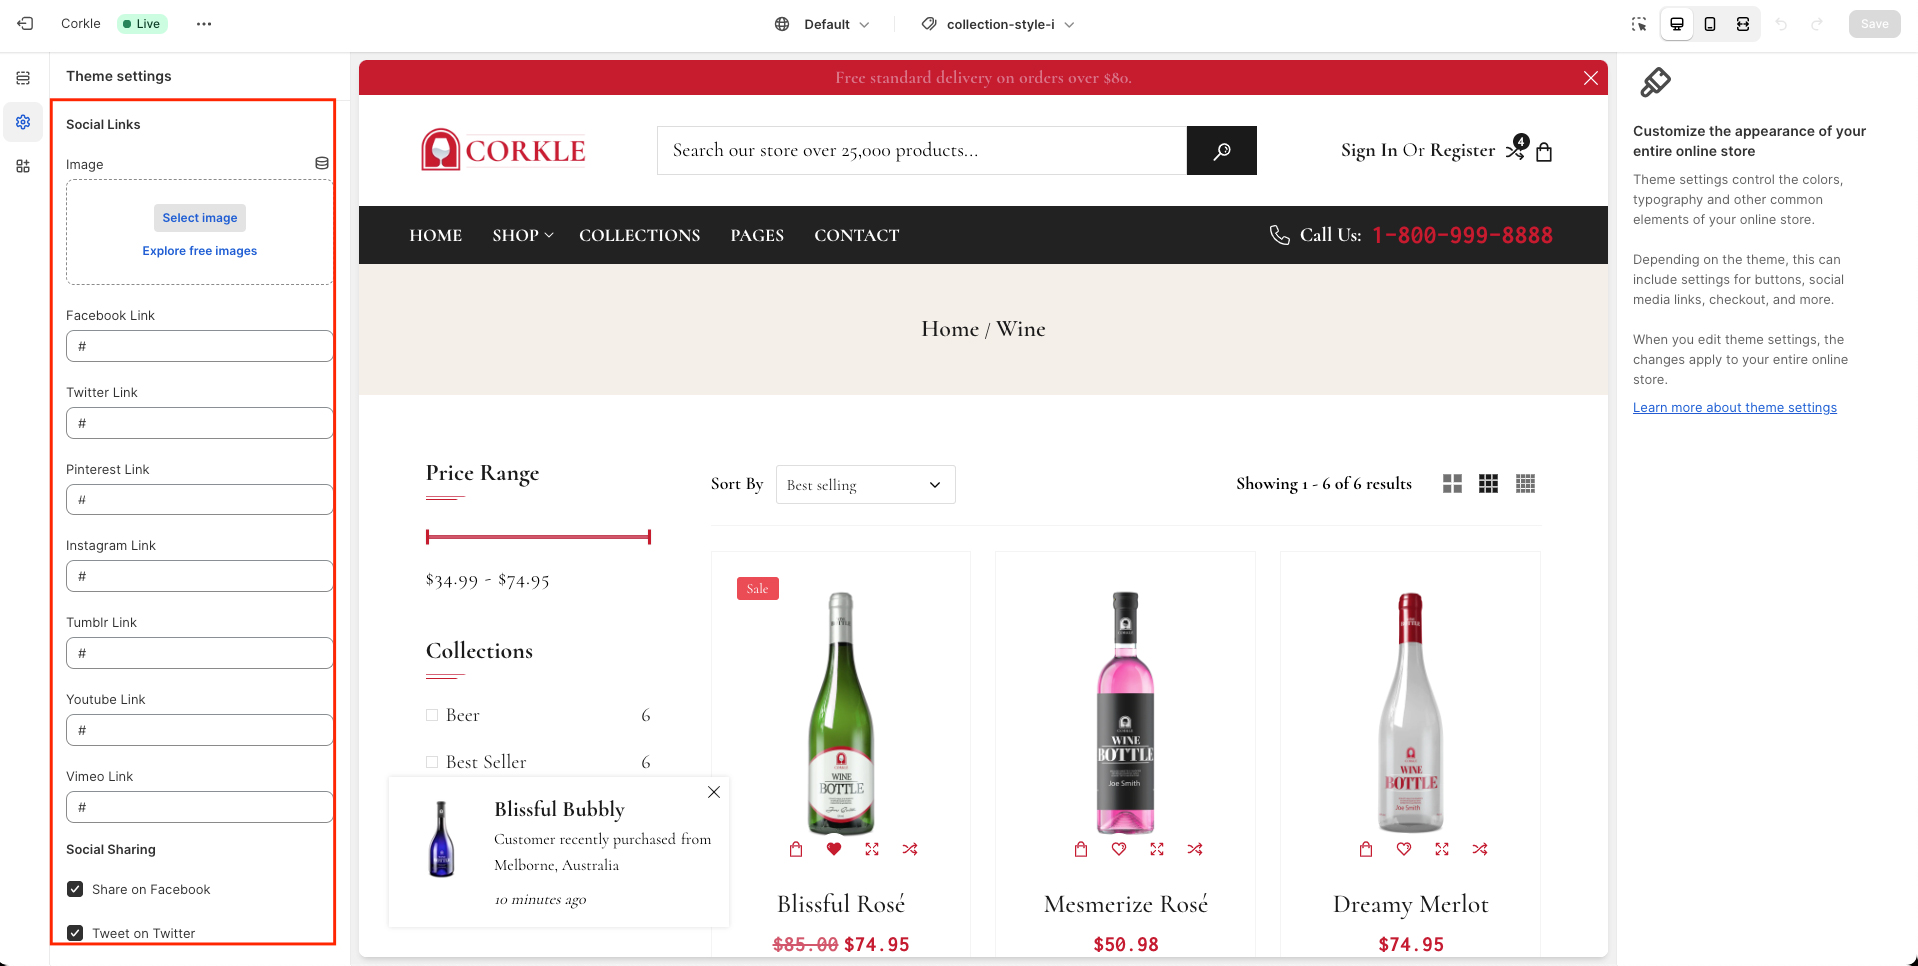 Corkle
Live
Default
collection-style-i
Save
Theme settings
Social Links
Image
Select image
Explore free images
Facebook Link
#
Twitter Link
#
Pinterest Link
#
Instagram Link
#
Tumblr Link
#
Youtube Link
#
Vimeo Link
#
Social Sharing
Share on Facebook
Tweet on Twitter
Free standard delivery on orders over $80.
CORKLE
Search our store over 25,000 products...
Sign In Or Register
4
HOME
SHOP
COLLECTIONS
PAGES
CONTACT
Call Us: 1-800-999-8888
Home / Wine
Price Range
$34.99 - $74.95
Collections
Beer 6
Best Seller 6
Sort By
Best selling
Showing 1 - 6 of 6 results
Sale
CORKLE
WINE
BOTTLE
Blissful Rosé
$85.00 $74.95
CORKLE
WINE
BOTTLE
Joe Smith
Mesmerize Rosé
$50.98
WINE
BOTTLE
Joe Smith
Dreamy Merlot
$74.95
Blissful Bubbly
Customer recently purchased from
Melborne, Australia
10 minutes ago
Customize the appearance of your
entire online store
Theme settings control the colors,
typography and other common
elements of your online store.
Depending on the theme, this can
include settings for buttons, social
media links, checkout, and more.
When you edit theme settings, the
changes apply to your entire online
store.
Learn more about theme settings